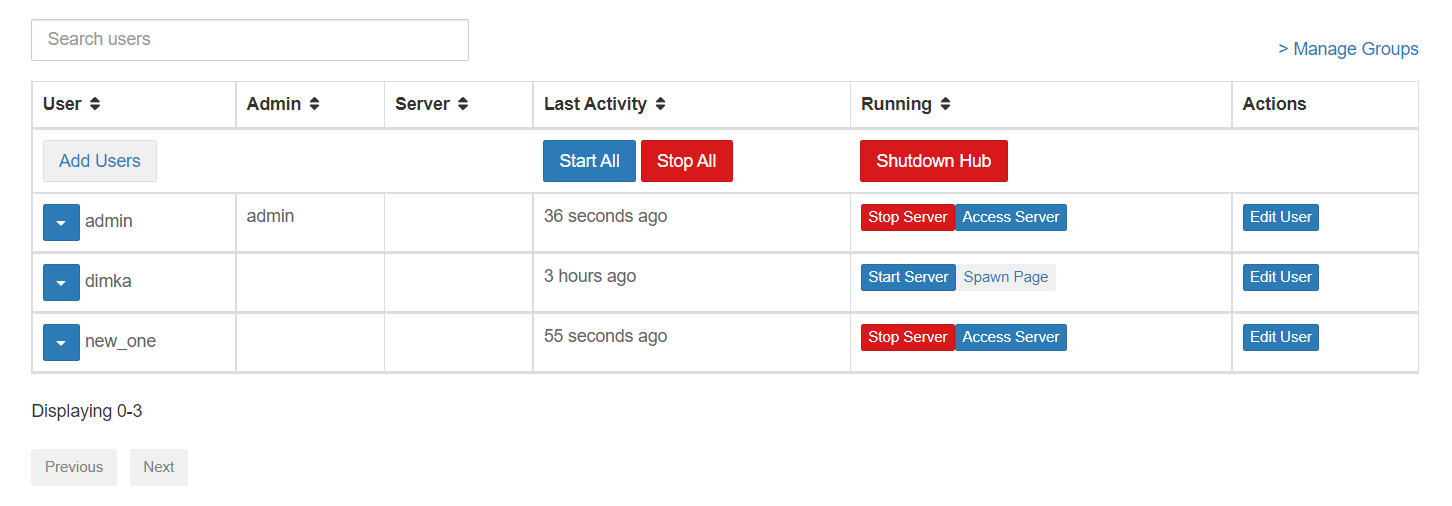 Search users
> Manage Groups
User Admin Server Last Activity Running Actions
Add Users Start All Stop All Shutdown Hub
admin admin 36 seconds ago Stop Server Access Server Edit User
dimka 3 hours ago Start Server Spawn Page Edit User
new_one 55 seconds ago Stop Server Access Server Edit User
Displaying 0-3
Previous Next